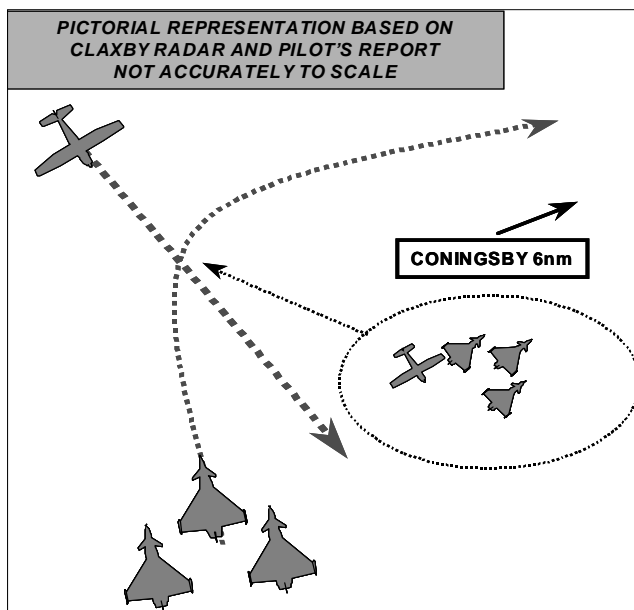 PICTORIAL REPRESENTATION BASED ON
CLAXBY RADAR AND PILOT'S REPORT
NOT ACCURATELY TO SCALE
CONINGSBY 6nm